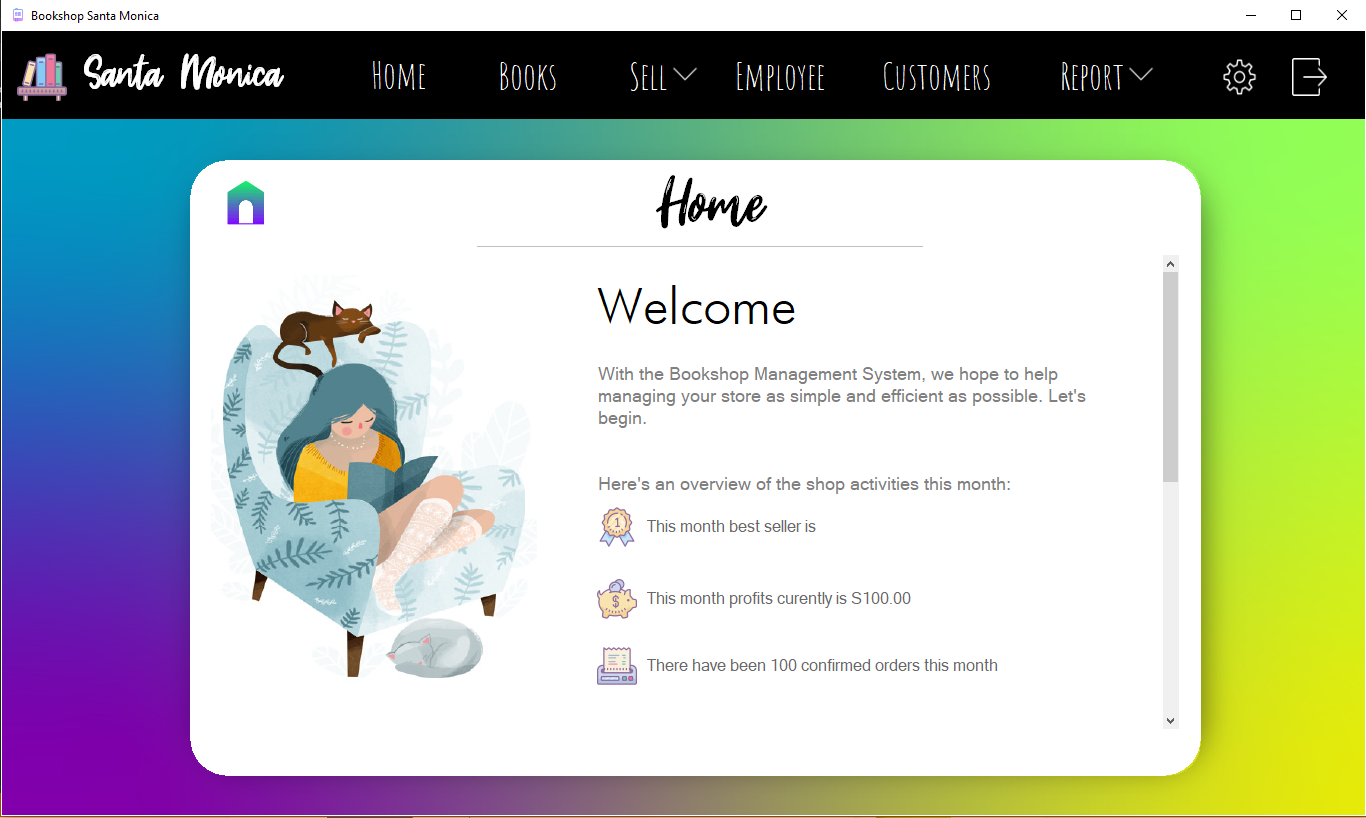 Bookshop Santa Monica
Santa Monica
Home
Books
Sell
Employee
Customers
Report
Home
Welcome
With the Bookshop Management System, we hope to help
managing your store as simple and efficient as possible. Let's
begin.
Here's an overview of the shop activities this month:
1
This month best seller is
$
This month profits curently is S100.00
There have been 100 confirmed orders this month